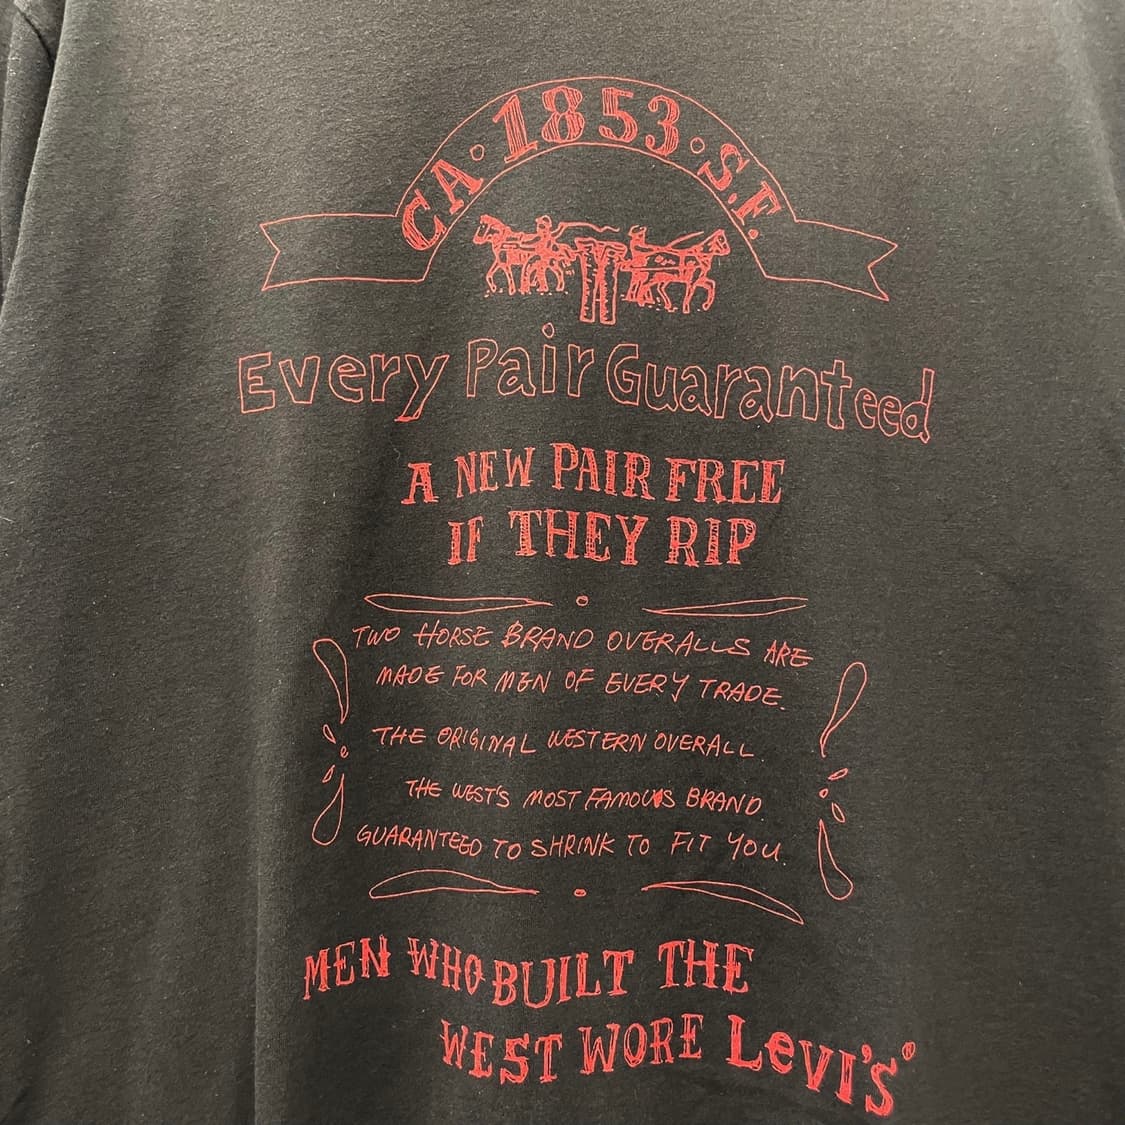 CA·1853·S.F.
Every Pair Guaranteed
A NEW PAIR FREE
IF THEY RIP
TWO HORSE BRAND OVERALLS ARE
MADE FOR MEN OF EVERY TRADE.
THE ORIGINAL WESTERN OVERALL
THE WEST'S MOST FAMOUS BRAND.
GUARANTEED TO SHRINK TO FIT YOU.
MEN WHO BUILT THE
WEST WORE LeVI'S